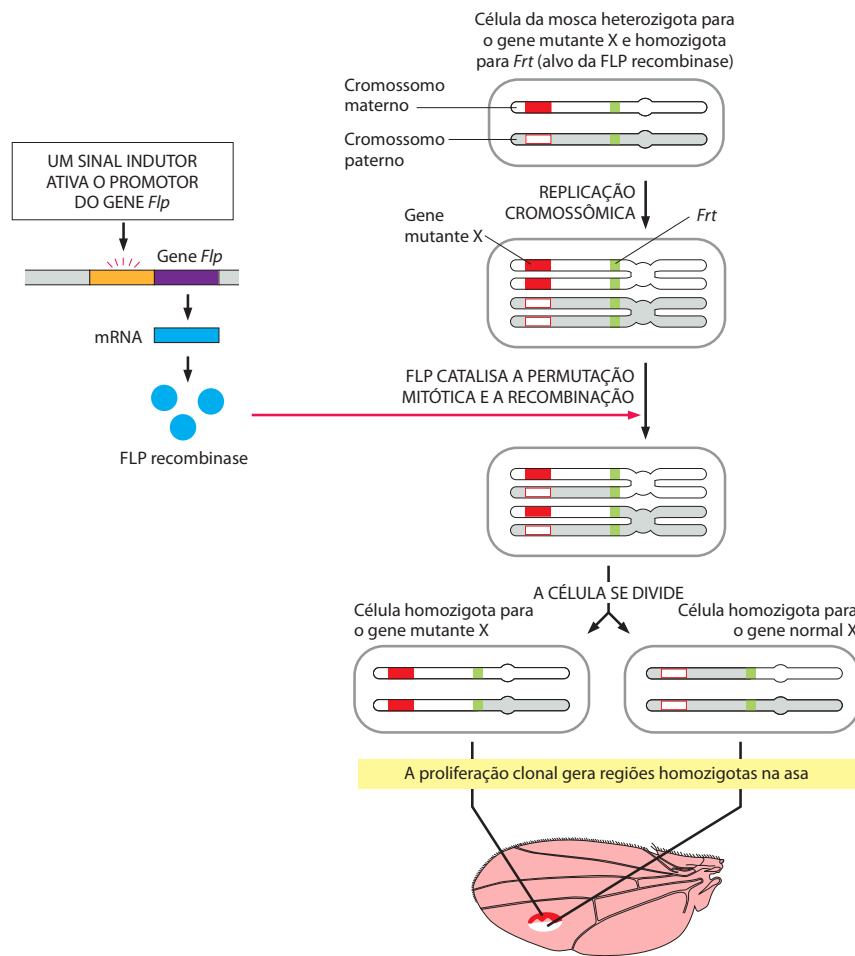 Célula da mosca heterozigota para
o gene mutante X e homozigota
para Frt (alvo da FLP recombinase)
Cromossomo
materno
Cromossomo
paterno
UM SINAL INDUTOR
ATIVA O PROMOTOR
DO GENE Flp
REPLICAÇÃO
CROMOSSÔMICA
Gene
mutante X
Frt
Gene Flp
mRNA
FLP CATALISA A PERMUTAÇÃO
MITÓTICA E A RECOMBINAÇÃO
FLP recombinase
A CÉLULA SE DIVIDE
Célula homozigota para
o gene mutante X
Célula homozigota para
o gene normal X
A proliferação clonal gera regiões homozigotas na asa